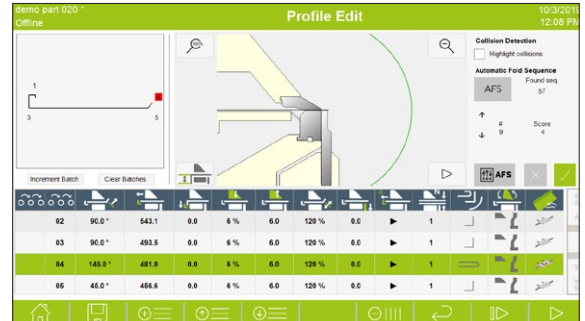 demo part 020 *
Offline
Profile Edit
10/3/2019
12:08 PM
1
3
5
Increment Batch
Clear Batches
100%
Collision Detection
Highlight collisions
Automatic Fold Sequence
AFS
Found seq.
57
#
9
Score
4
AFS
02 90.0 ° 543.1 0.0 6 % 6.0 120 % 0.0 1
03 90.0 ° 493.5 0.0 6 % 6.0 120 % 0.0 1
04 145.0 ° 481.0 0.0 6 % 6.0 120 % 0.0 1
05 45.0 ° 456.6 0.0 6 % 6.0 120 % 0.0 1